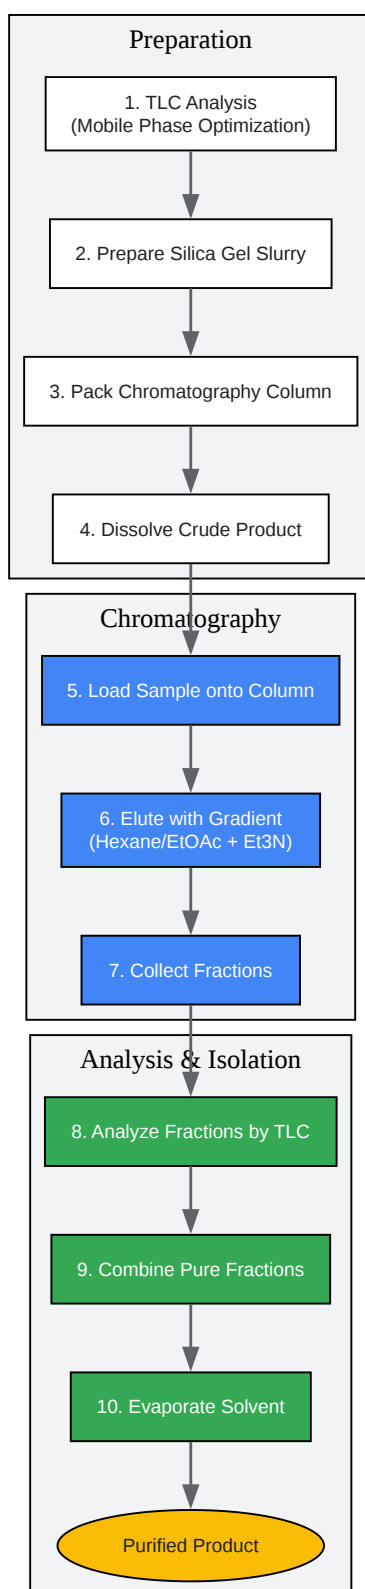 Preparation
1. TLC Analysis
(Mobile Phase Optimization)
2. Prepare Silica Gel Slurry
3. Pack Chromatography Column
4. Dissolve Crude Product
Chromatography
5. Load Sample onto Column
6. Elute with Gradient
(Hexane/EtOAc + Et3N)
7. Collect Fractions
Analysis & Isolation
8. Analyze Fractions by TLC
9. Combine Pure Fractions
10. Evaporate Solvent
Purified Product